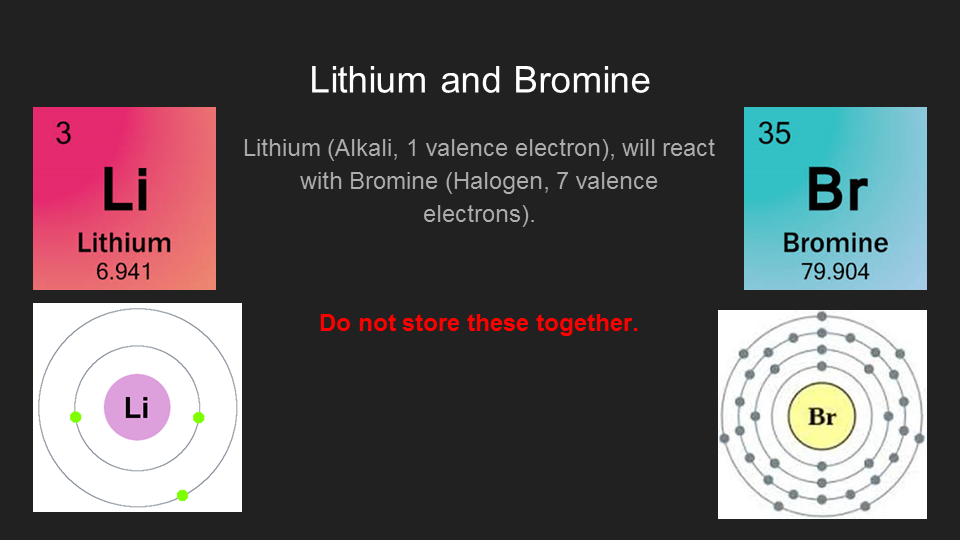 Lithium and Bromine
3
Li
Lithium
6.941
Lithium (Alkali, 1 valence electron), will react
with Bromine (Halogen, 7 valence
electrons).
35
Br
Bromine
79.904
Do not store these together.
Li
Br